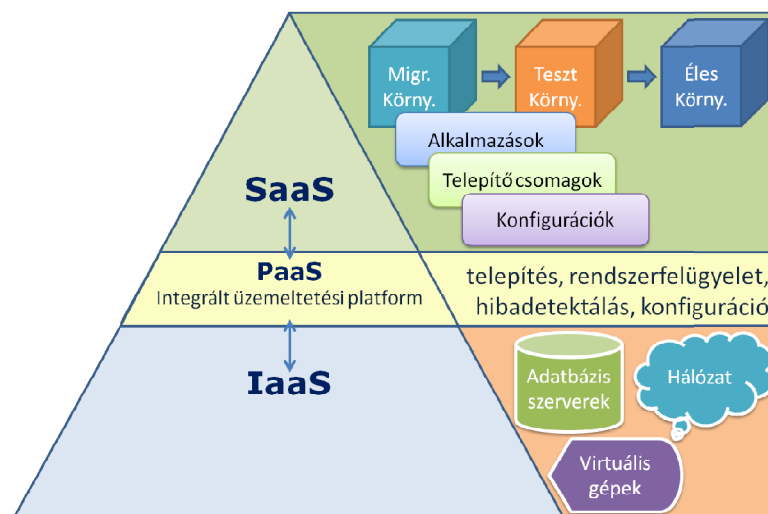 Migr.
Körny.
Teszt
Körny.
Éles
Körny.
Alkalmazások
Telepítő csomagok
Konfigurációk
SaaS
PaaS
Integrált üzemeltetési platform
telepítés, rendszerfelügyelet,
hibadetektálás, konfiguráció
IaaS
Adatbázis
szerverek
Hálózat
Virtuális
gépek